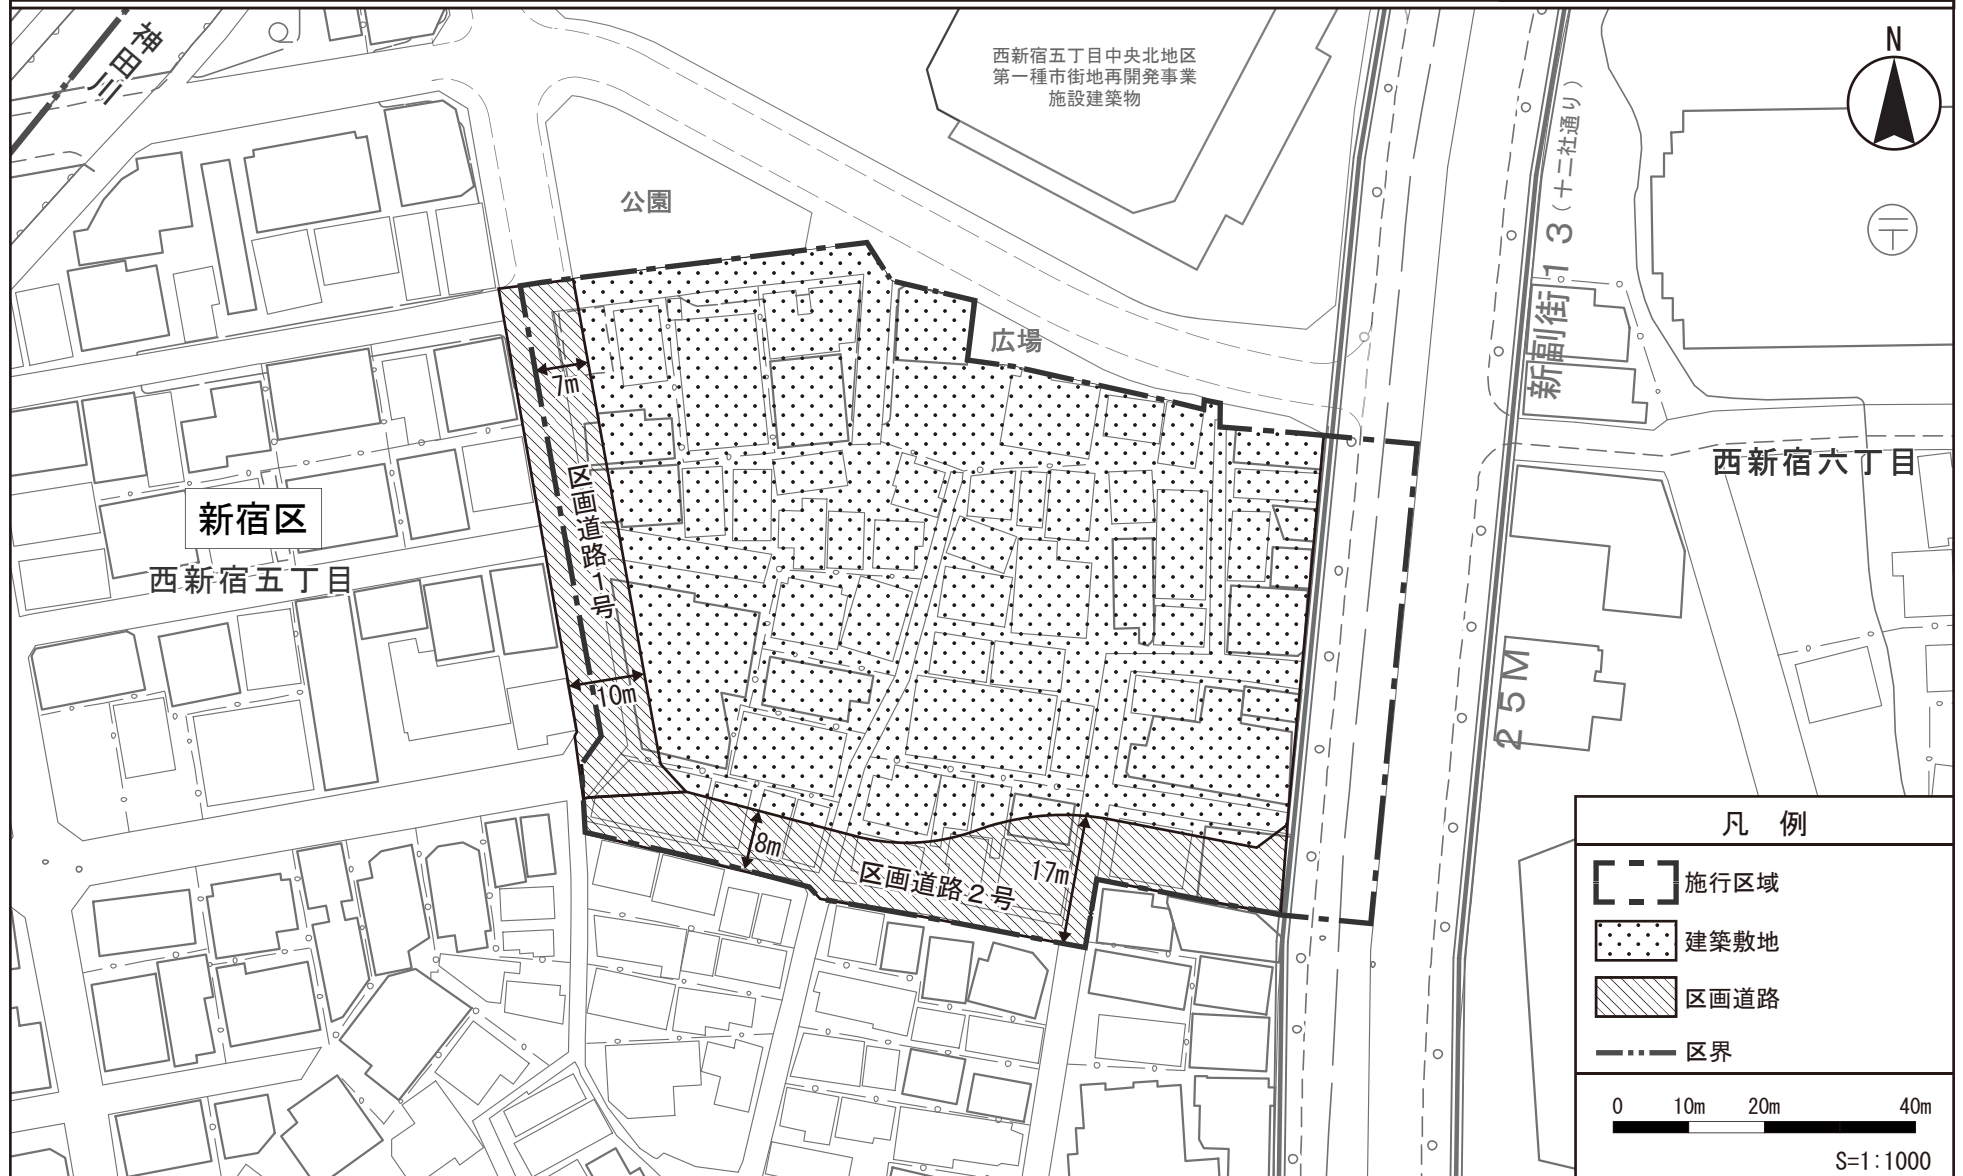 神田川
西新宿五丁目中央北地区
第一種市街地再開発事業
施設建築物
N
公園
新副街13(十二社通り)
広場
7m
西新宿六丁目
新宿区
西新宿五丁目
区画道路1号
10m
25M
8m
区画道路2号
17m
凡 例
施行区域
建築敷地
区画道路
区界
0 10m 20m 40m
S=1:1000